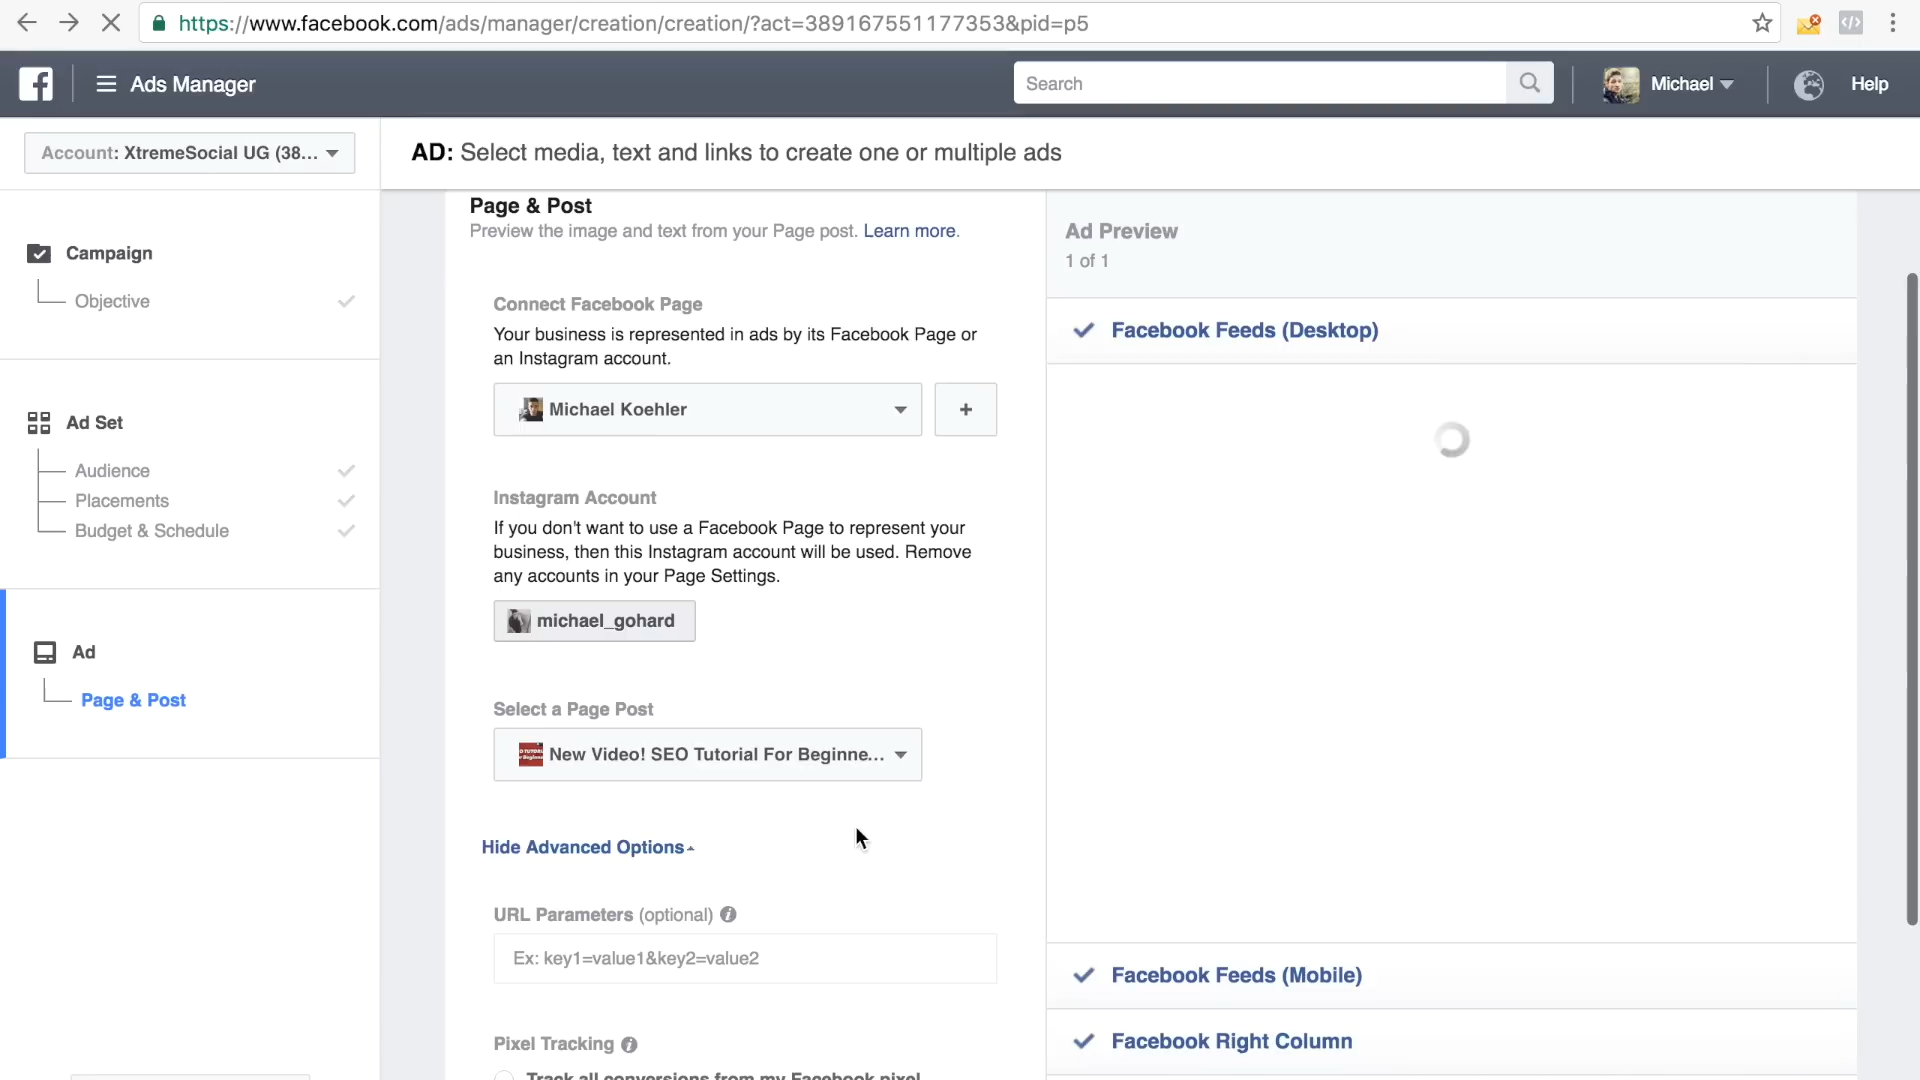 https://www.facebook.com/ads/manager/creation/creation/?act=389167551177353&pid=p5
Ads Manager
Search
Michael
Help
Account: XtremeSocial UG (38...
AD: Select media, text and links to create one or multiple ads
Campaign
Objective
Ad Set
Audience
Placements
Budget & Schedule
Ad
Page & Post
Page & Post
Preview the image and text from your Page post. Learn more.
Connect Facebook Page
Your business is represented in ads by its Facebook Page or
an Instagram account.
Michael Koehler
+
Instagram Account
If you don't want to use a Facebook Page to represent your
business, then this Instagram account will be used. Remove
any accounts in your Page Settings.
michael_gohard
Select a Page Post
New Video! SEO Tutorial For Beginne...
Hide Advanced Options
URL Parameters (optional)
Ex: key1=value1&key2=value2
Pixel Tracking
Track all conversions from my Facebook pixel
Ad Preview
1 of 1
Facebook Feeds (Desktop)
Facebook Feeds (Mobile)
Facebook Right Column